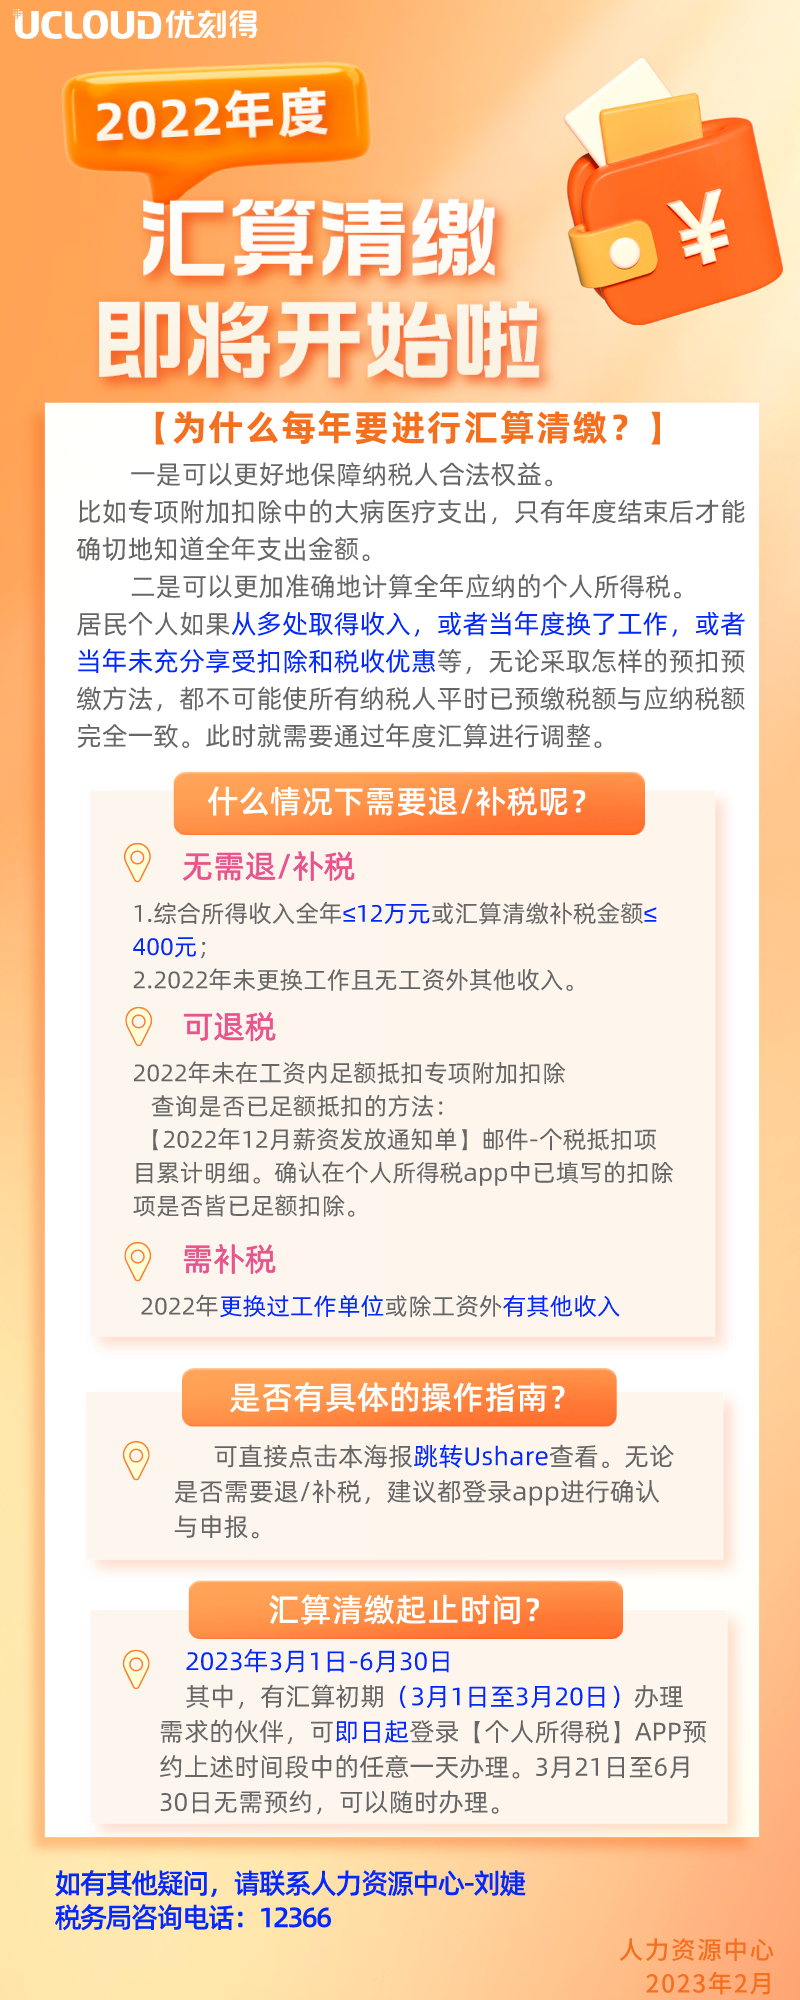 UCLOUD优刻得
2022年度
汇算清缴
即将开始啦
【为什么每年要进行汇算清缴？】
一是可以更好地保障纳税人合法权益。
比如专项附加扣除中的大病医疗支出，只有年度结束后才能
确切地知道全年支出金额。
二是可以更加准确地计算全年应纳的个人所得税。
居民个人如果从多处取得收入，或者当年度换了工作，或者
当年未充分享受扣除和税收优惠等，无论采取怎样的预扣预
缴方法，都不可能使所有纳税人平时已预缴税额与应纳税额
完全一致。此时就需要通过年度汇算进行调整。
什么情况下需要退/补税呢？
无需退/补税
1.综合所得收入全年≤12万元或汇算清缴补税金额≤
400元；
2.2022年未更换工作且无工资外其他收入。
可退税
2022年未在工资内足额抵扣专项附加扣除
查询是否已足额抵扣的方法：
【2022年12月薪资发放通知单】邮件-个税抵扣项
目累计明细。确认在个人所得税app中已填写的扣除
项是否皆已足额扣除。
需补税
2022年更换过工作单位或除工资外有其他收入
是否有具体的操作指南？
可直接点击本海报跳转Ushare查看。无论
是否需要退/补税，建议都登录app进行确认
与申报。
汇算清缴起止时间？
2023年3月1日-6月30日
其中，有汇算初期（3月1日至3月20日）办理
需求的伙伴，可即日起登录【个人所得税】APP预
约上述时间段中的任意一天办理。3月21日至6月
30日无需预约，可以随时办理。
如有其他疑问，请联系人力资源中心-刘婕
税务局咨询电话：12366
人力资源中心
2023年2月